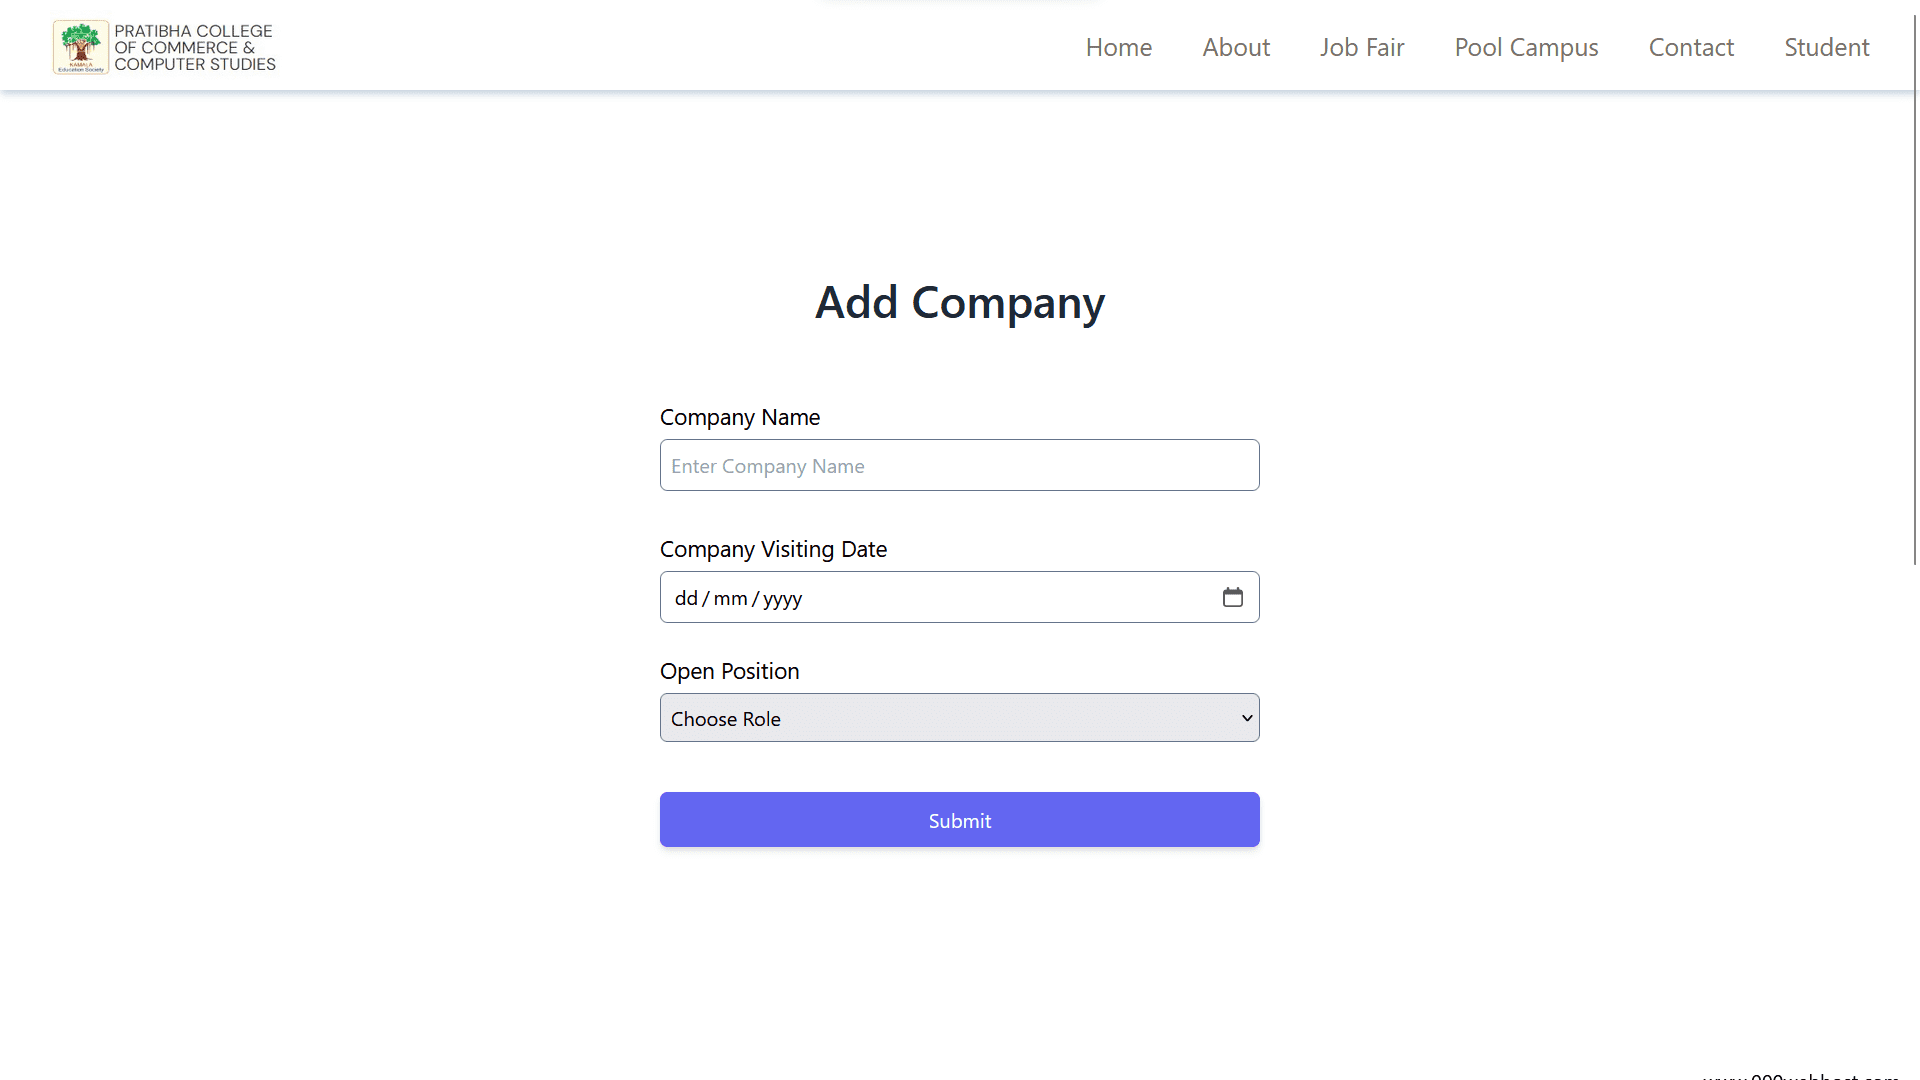 PRATIBHA COLLEGE
OF COMMERCE &
COMPUTER STUDIES
KAMALA
Education Society
Home About Job Fair Pool Campus Contact Student
Add Company
Company Name
Enter Company Name
Company Visiting Date
dd/mm/yyyy
Open Position
Choose Role
Submit